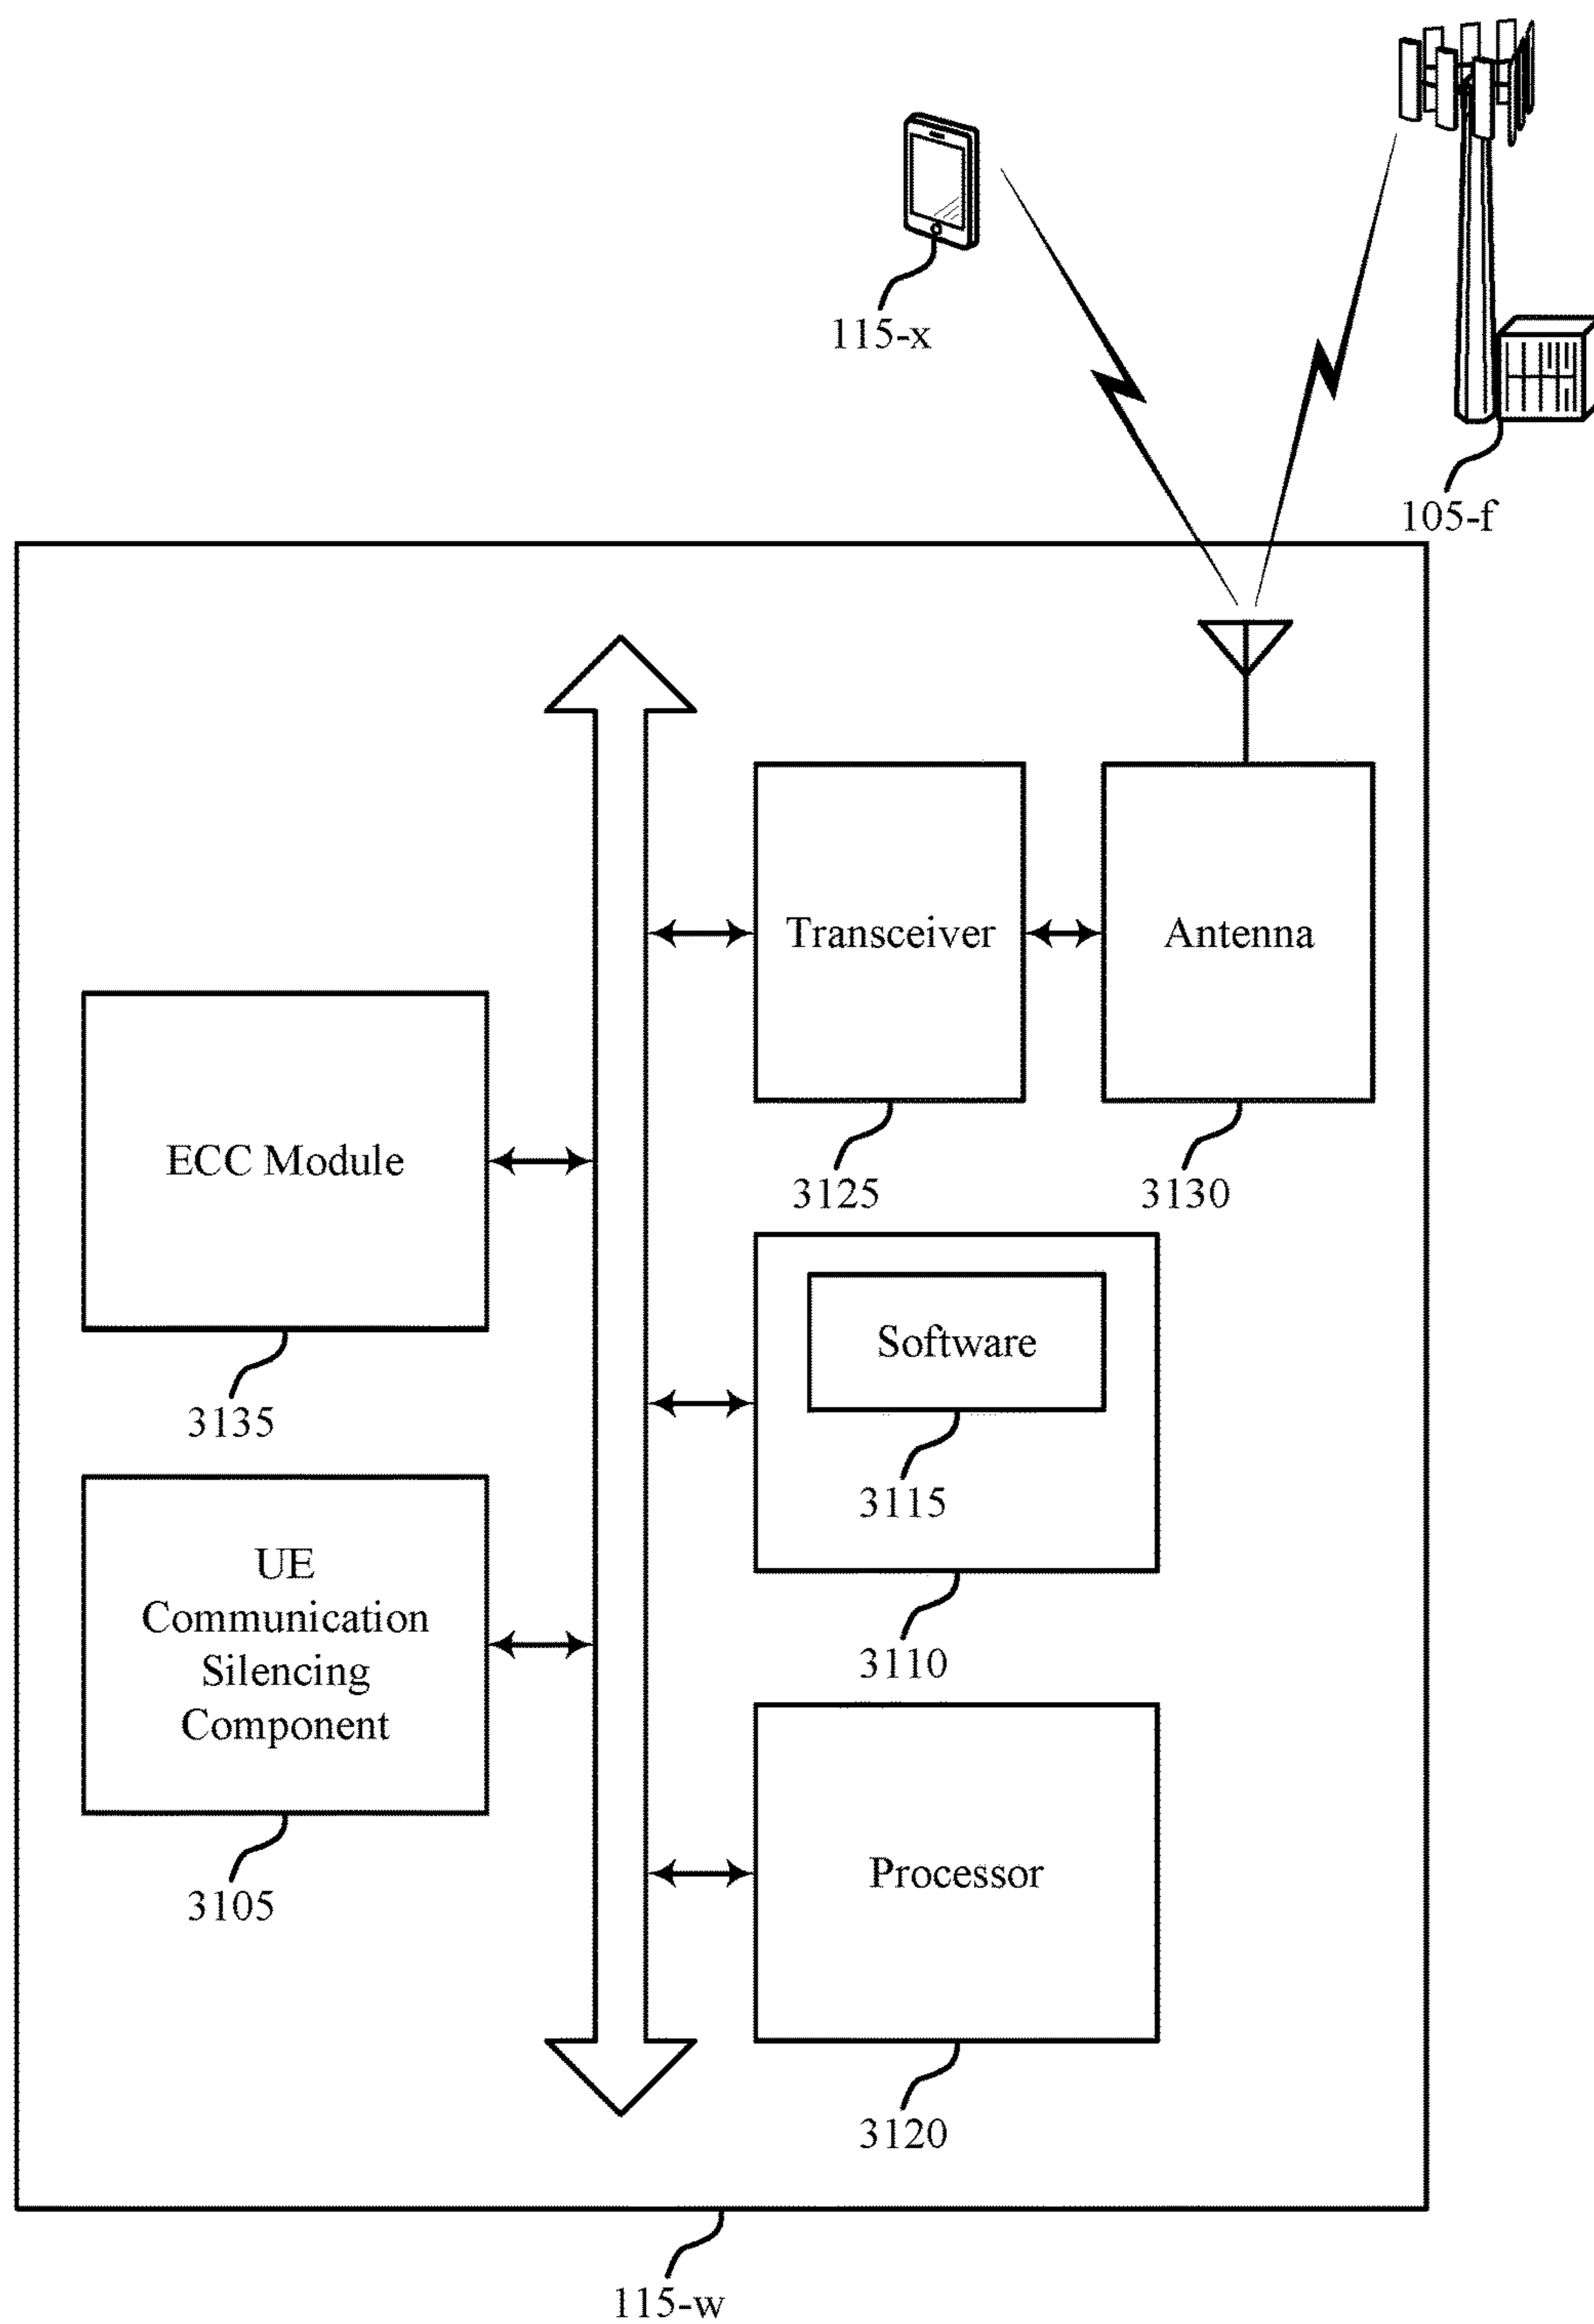 115-x
105-f
Transceiver
Antenna
3125
3130
ECC Module
3135
Software
3115
3110
UE
Communication
Silencing
Component
3105
Processor
3120
115-w